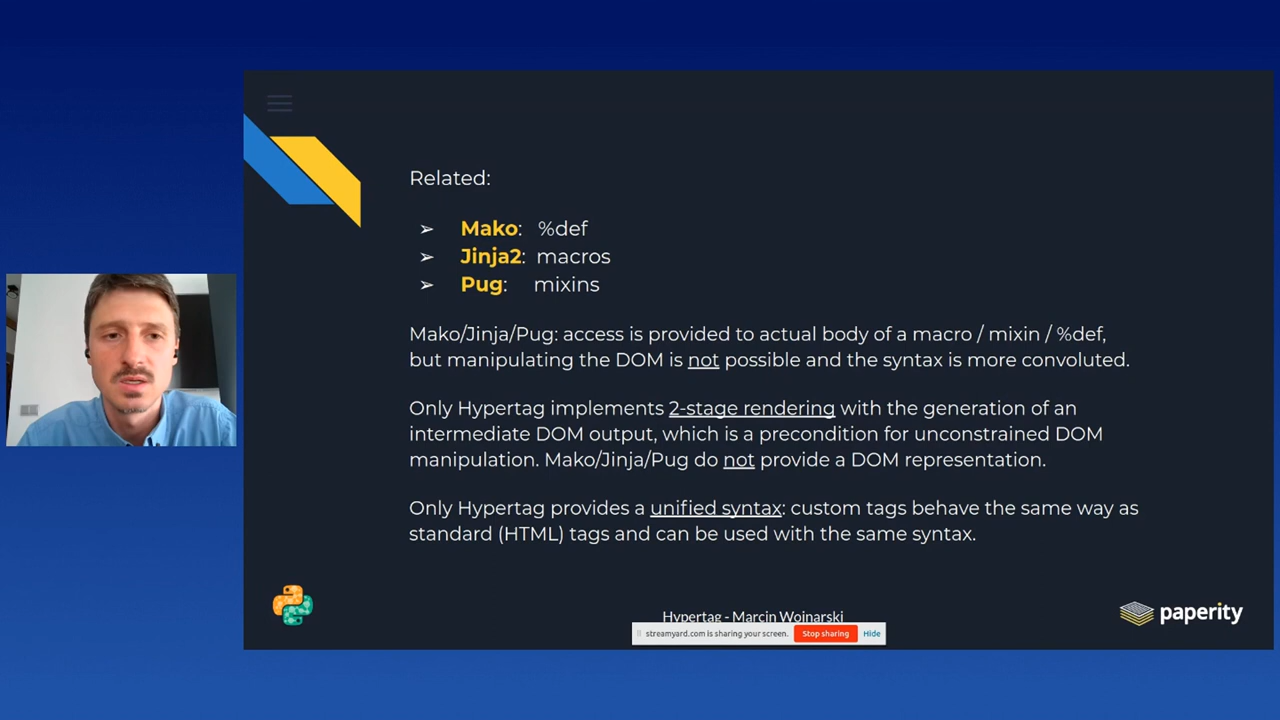 Related:
➢ Mako: %def
➢ Jinja2: macros
➢ Pug: mixins
Mako/Jinja/Pug: access is provided to actual body of a macro / mixin / %def,
but manipulating the DOM is not possible and the syntax is more convoluted.
Only Hypertag implements 2-stage rendering with the generation of an
intermediate DOM output, which is a precondition for unconstrained DOM
manipulation. Mako/Jinja/Pug do not provide a DOM representation.
Only Hypertag provides a unified syntax: custom tags behave the same way as
standard (HTML) tags and can be used with the same syntax.
Hypertag - Marcin Wojnarski
paperity
streamyard.com is sharing your screen. Stop sharing Hide